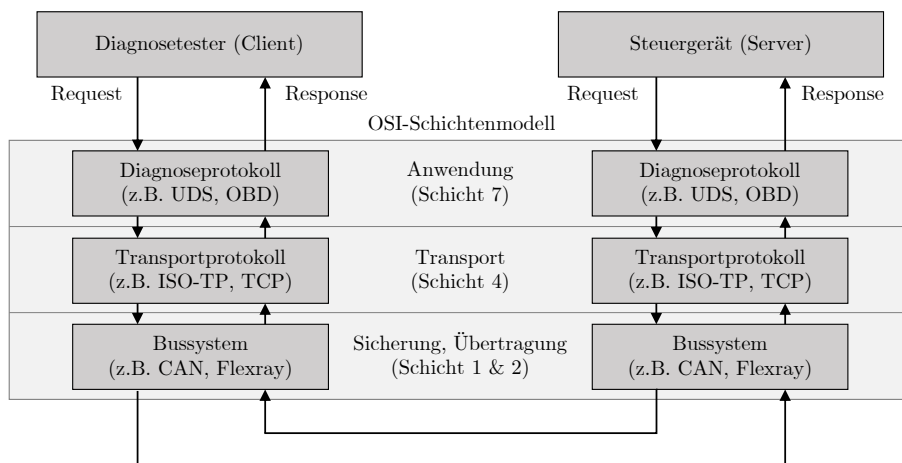 Diagnosetester (Client)
Steuergerät (Server)
Request
Response
Request
Response
OSI-Schichtenmodell
Diagnoseprotokoll
(z.B. UDS, OBD)
Anwendung
(Schicht 7)
Diagnoseprotokoll
(z.B. UDS, OBD)
Transportprotokoll
(z.B. ISO-TP, TCP)
Transport
(Schicht 4)
Transportprotokoll
(z.B. ISO-TP, TCP)
Bussystem
(z.B. CAN, Flexray)
Sicherung, Übertragung
(Schicht 1 & 2)
Bussystem
(z.B. CAN, Flexray)